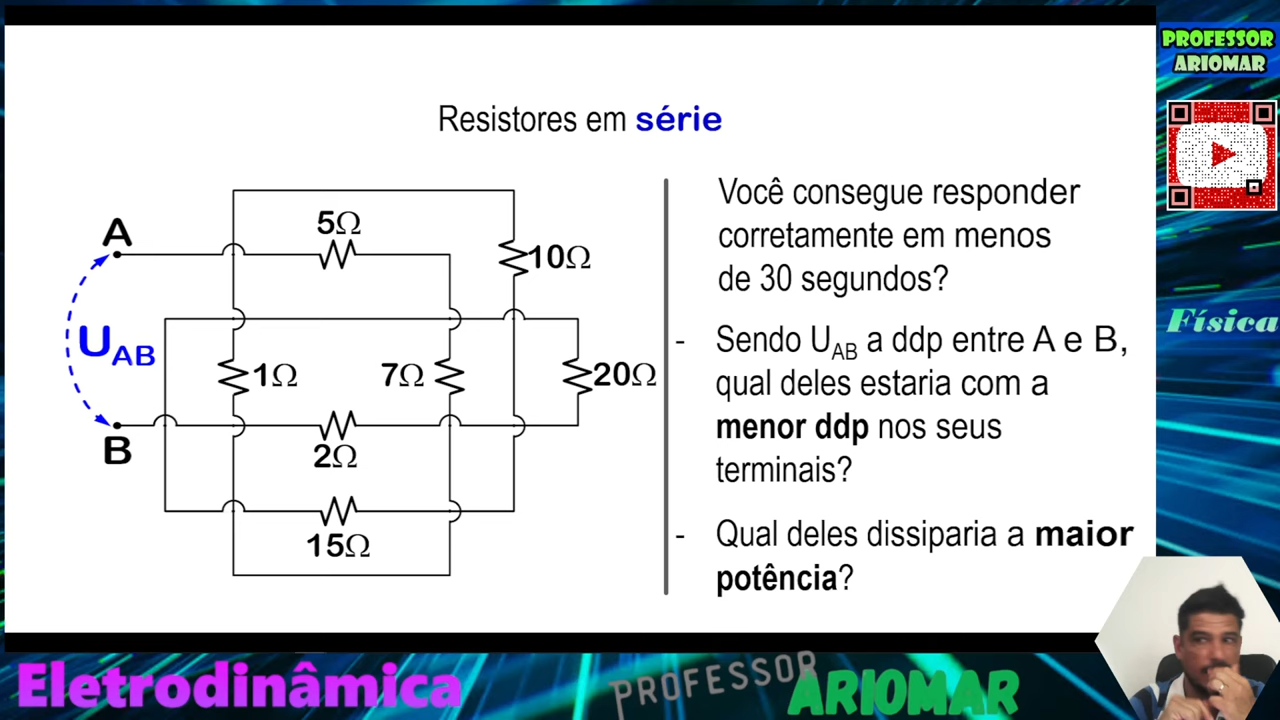 PROFESSOR
ARIOMAR
Resistores em série
Você consegue responder
corretamente em menos
de 30 segundos?
- Sendo UAB a ddp entre A e B,
qual deles estaria com a
menor ddp nos seus
terminais?
- Qual deles dissiparia a maior
potência?
A
5Ω
10Ω
UAB
1Ω
7Ω
20Ω
B
2Ω
15Ω
Física
Eletrodinâmica
PROFESSOR
ARIOMAR